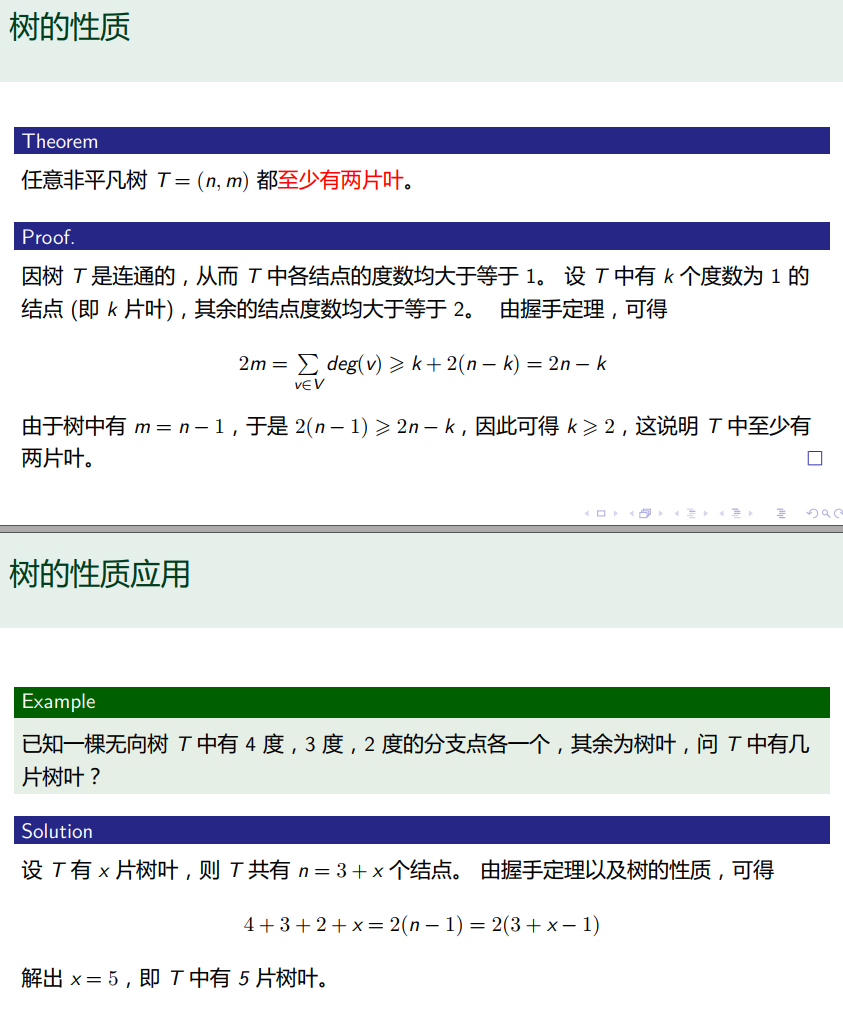 树的性质
Theorem
任意非平凡树 T = (n, m) 都至少有两片叶。
Proof.
因树 T 是连通的，从而 T 中各结点的度数均大于等于 1。 设 T 中有 k 个度数为 1 的
结点 (即 k 片叶)，其余的结点度数均大于等于 2。 由握手定理，可得
2m = ∑ deg(v) ⩾ k + 2(n − k) = 2n − k
v∈V
由于树中有 m = n − 1，于是 2(n − 1) ⩾ 2n − k，因此可得 k ⩾ 2，这说明 T 中至少有
两片叶。
树的性质应用
Example
已知一棵无向树 T 中有 4 度，3 度，2 度的分支点各一个，其余为树叶，问 T 中有几
片树叶？
Solution
设 T 有 x 片树叶，则 T 共有 n = 3 + x 个结点。 由握手定理以及树的性质，可得
4 + 3 + 2 + x = 2(n − 1) = 2(3 + x − 1)
解出 x = 5，即 T 中有 5 片树叶。